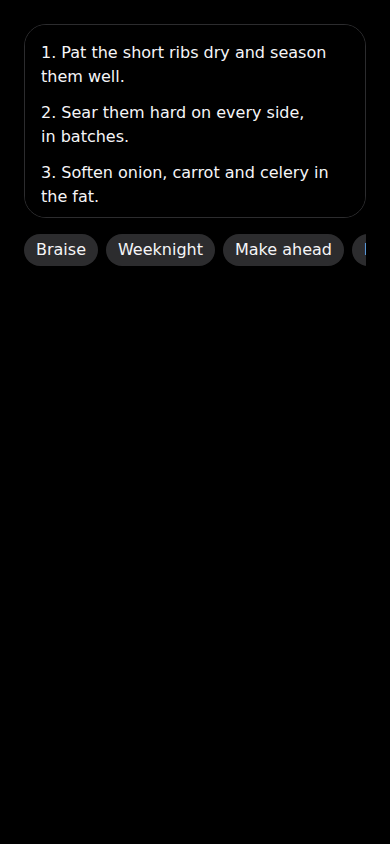 1. Pat the short ribs dry and season
them well.
2. Sear them hard on every side,
in batches.
3. Soften onion, carrot and celery in
the fat.
Braise
Weeknight
Make ahead